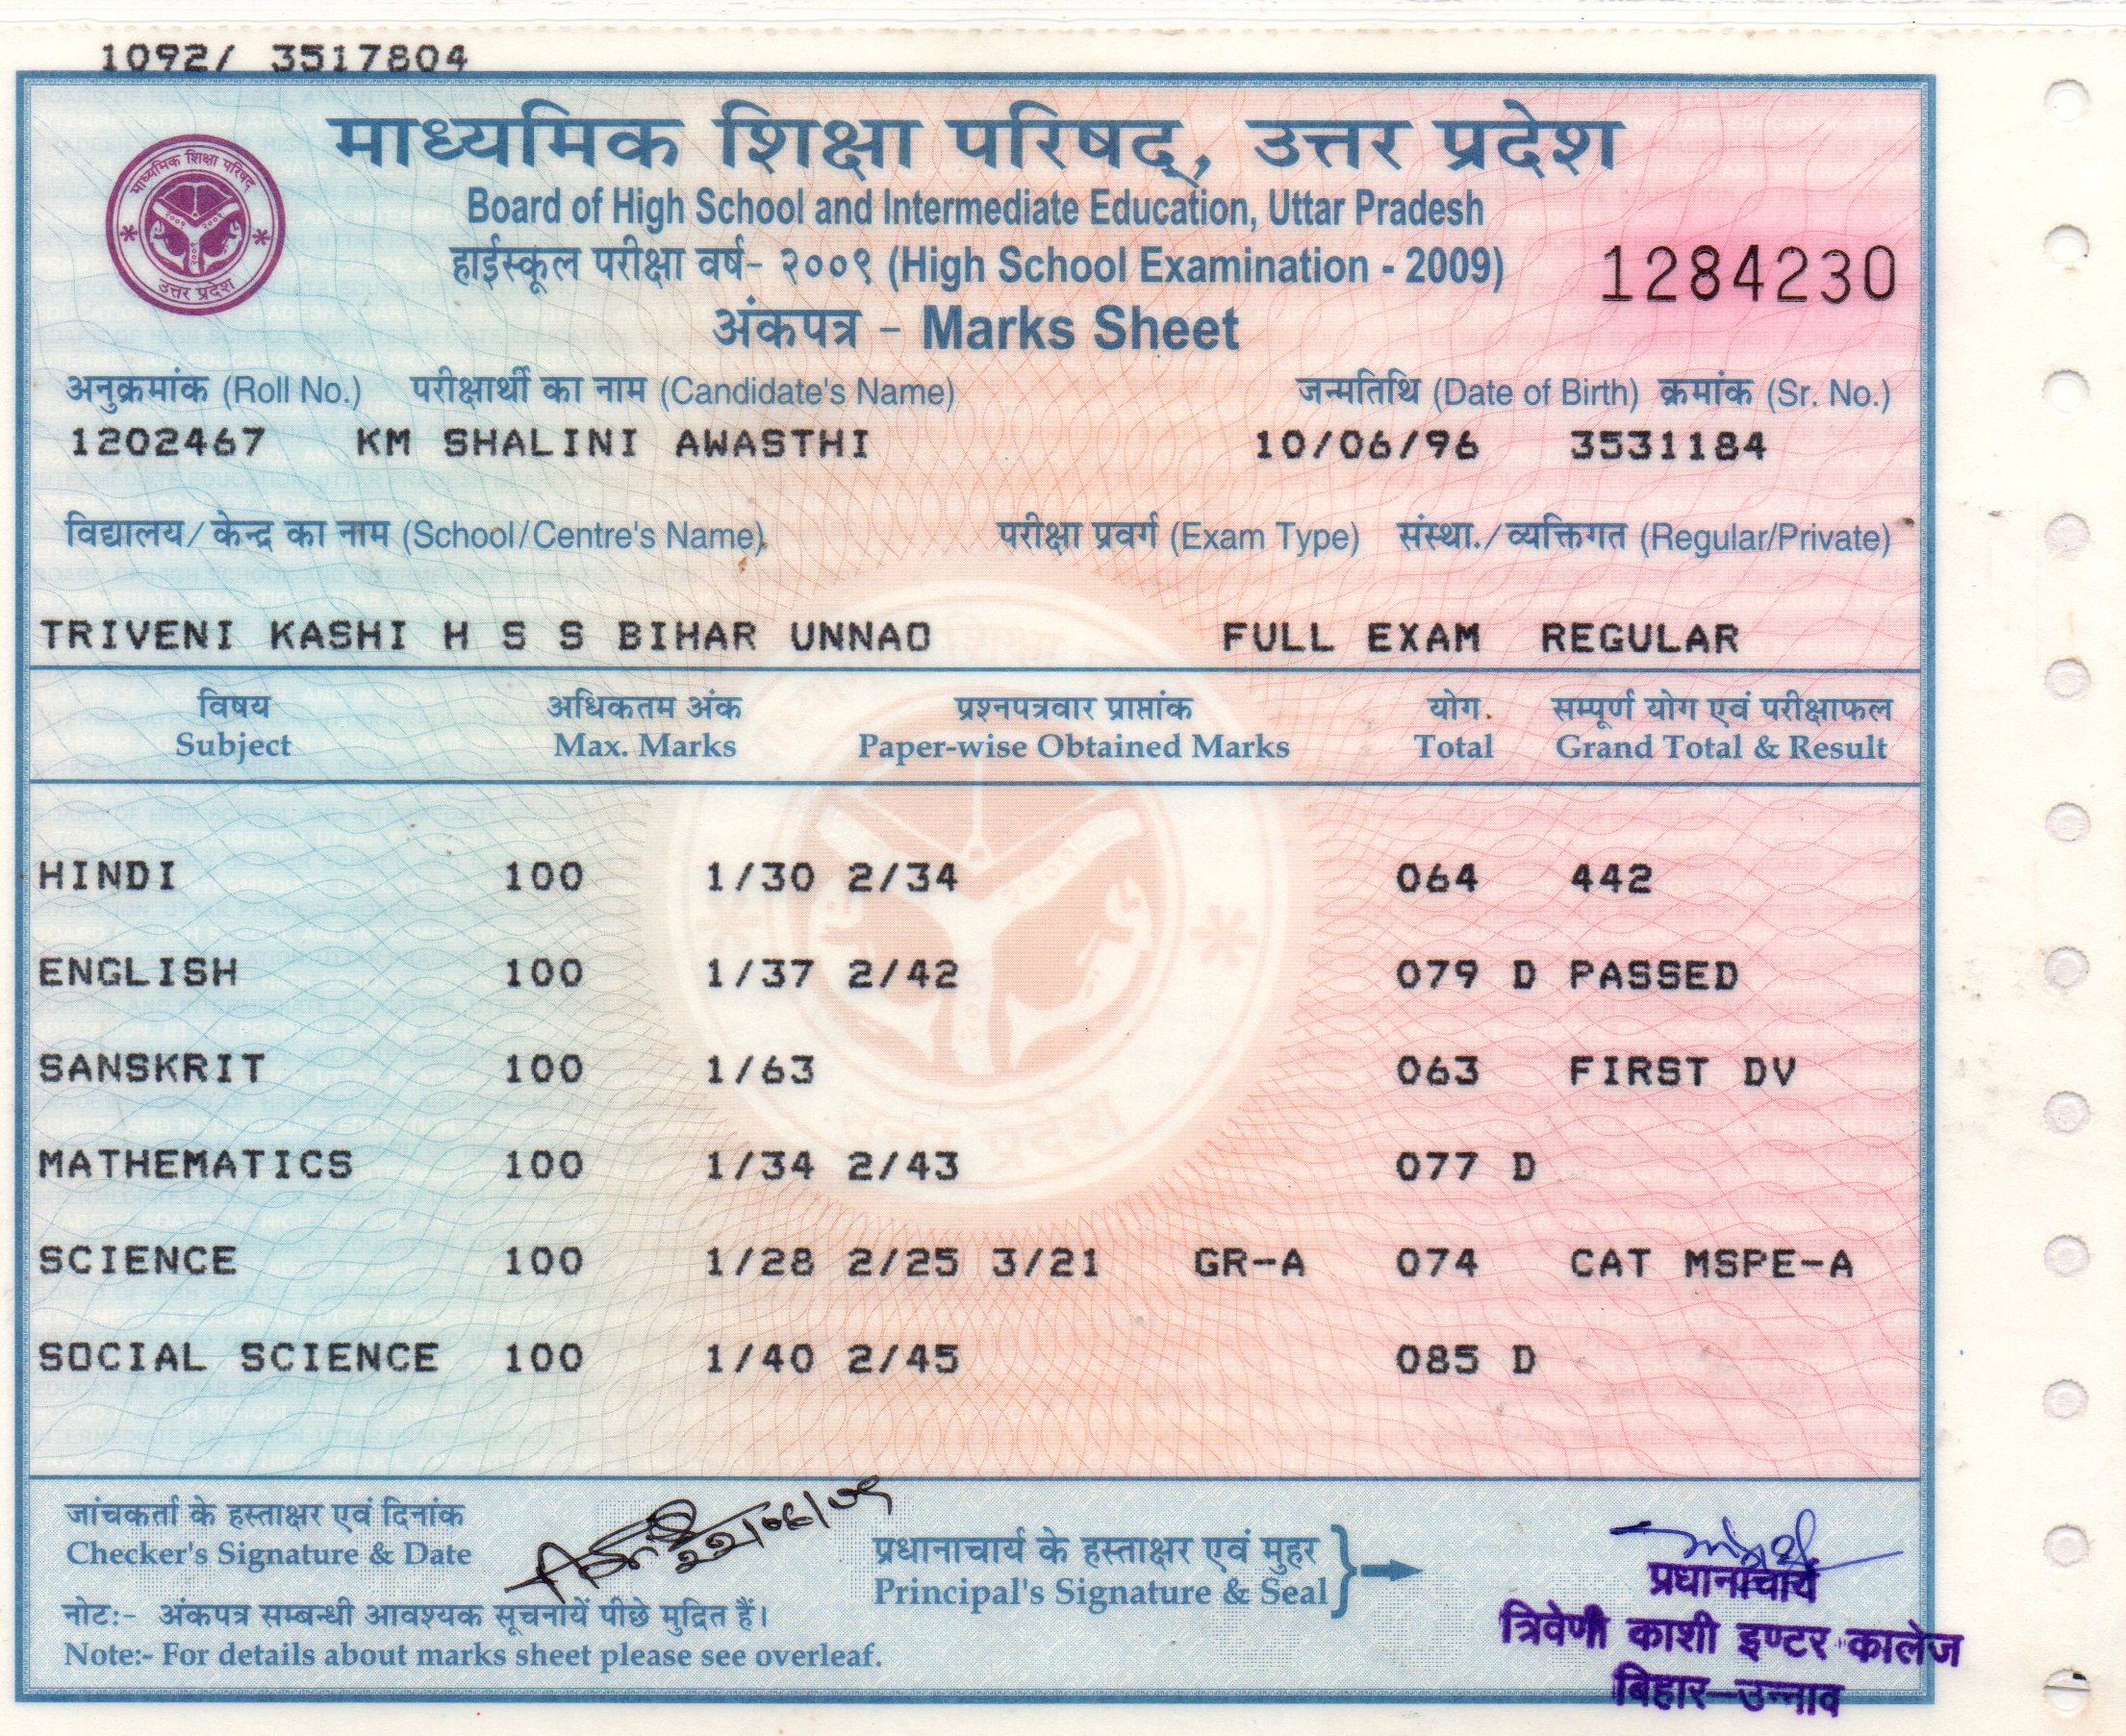 1092/ 3517804
माध्यमिक शिक्षा परिषद्, उत्तर प्रदेश
माध्यमिक शिक्षा परिषद
उत्तर प्रदेश
Board of High School and Intermediate Education, Uttar Pradesh
हाईस्कूल परीक्षा वर्ष- २००९ (High School Examination - 2009)
1284230
अंकपत्र - Marks Sheet
अनुक्रमांक (Roll No.) परीक्षार्थी का नाम (Candidate's Name) जन्मतिथि (Date of Birth) क्रमांक (Sr. No.)
1202467 KM SHALINI AWASTHI 10/06/96 3531184
विद्यालय/केन्द्र का नाम (School/Centre's Name) परीक्षा प्रवर्ग (Exam Type) संस्था./व्यक्तिगत (Regular/Private)
TRIVENI KASHI H S S BIHAR UNNAO FULL EXAM REGULAR
विषय अधिकतम अंक प्रश्नपत्रवार प्राप्तांक योग. सम्पूर्ण योग एवं परीक्षाफल
Subject Max. Marks Paper-wise Obtained Marks Total Grand Total & Result
HINDI 100 1/30 2/34 064 442
ENGLISH 100 1/37 2/42 079 D PASSED
SANSKRIT 100 1/63 063 FIRST DV
MATHEMATICS 100 1/34 2/43 077 D
SCIENCE 100 1/28 2/25 3/21 GR-A 074 CAT MSPE-A
SOCIAL SCIENCE 100 1/40 2/45 085 D
जांचकर्ता के हस्ताक्षर एवं दिनांक
Checker's Signature & Date
२२/०६/०९
प्रधानाचार्य के हस्ताक्षर एवं मुहर
Principal's Signature & Seal
नोट:- अंकपत्र सम्बन्धी आवश्यक सूचनायें पीछे मुद्रित हैं।
Note:- For details about marks sheet please see overleaf.
प्रधानाचार्य
त्रिवेणी काशी इण्टर कालेज
बिहार-उन्नाव